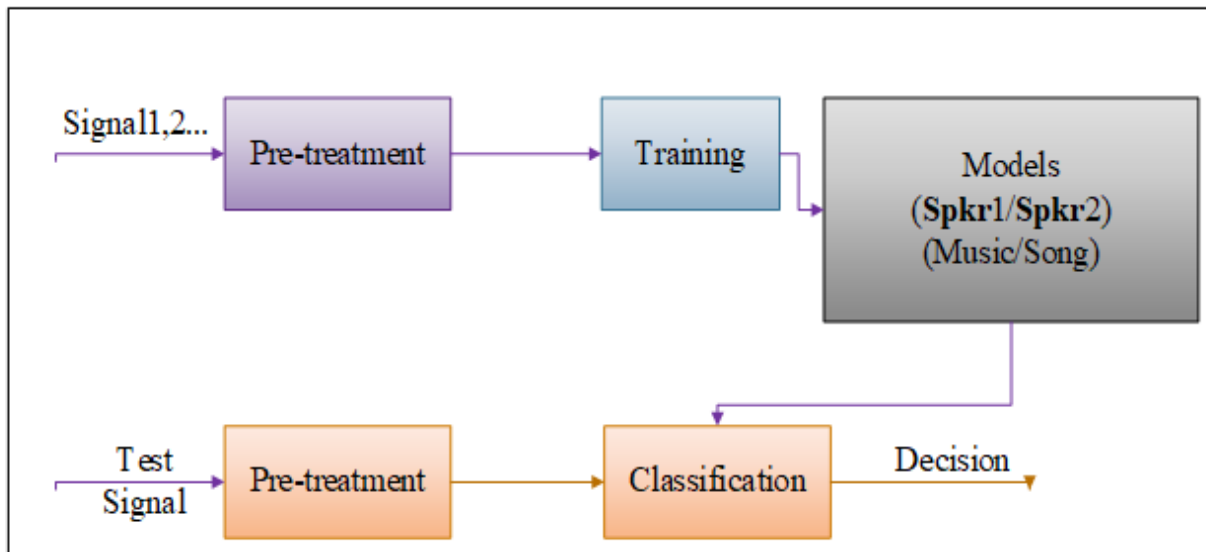 Signal1,2...
Pre-treatment
Training
Models
(Spkr1/Spkr2)
(Music/Song)
Test
Signal
Pre-treatment
Classification
Decision